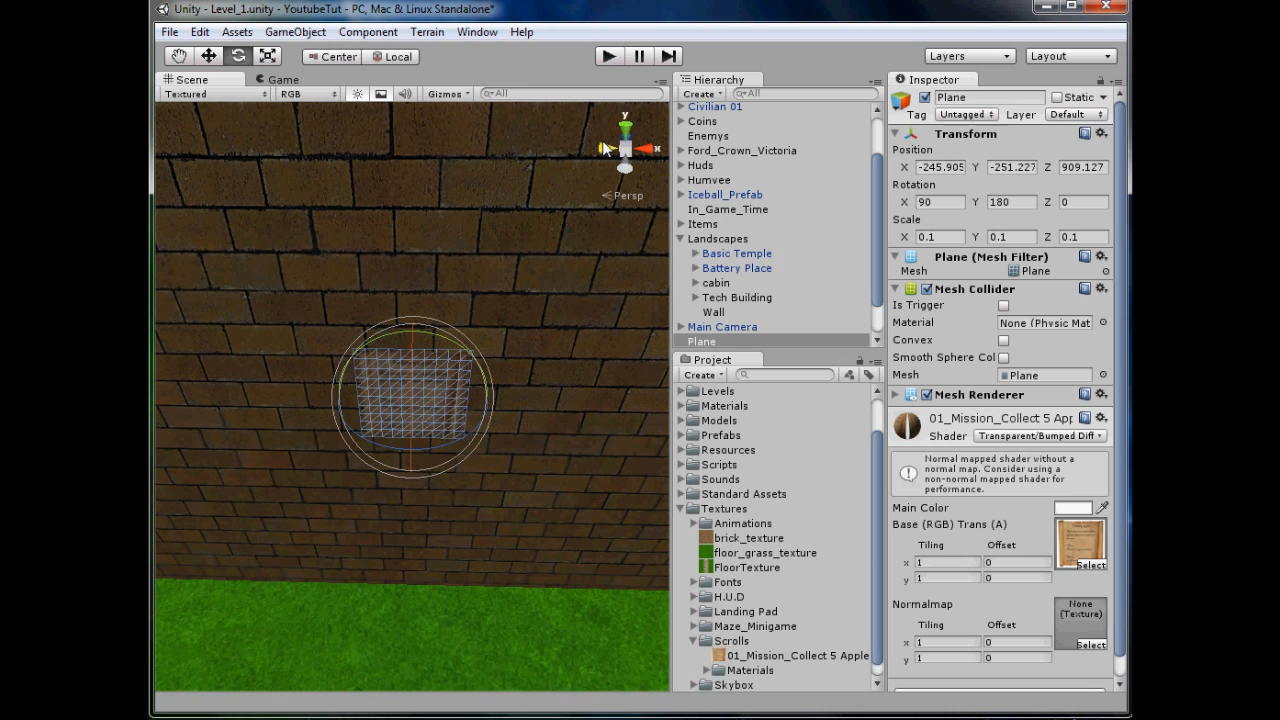 Unity - Level_1.unity - YoutubeTut - PC, Mac & Linux Standalone*
File Edit Assets GameObject Component Terrain Window Help
Center Local Layers Layout
Scene Game
Textured RGB Gizmos All
y
x
Persp
Hierarchy
Create All
Civilian 01
Coins
Enemys
Ford_Crown_Victoria
Huds
Humvee
Iceball_Prefab
In_Game_Time
Items
Landscapes
Basic Temple
Battery Place
cabin
Tech Building
Wall
Main Camera
Plane
Project
Create
Levels
Materials
Models
Prefabs
Resources
Scripts
Sounds
Standard Assets
Textures
Animations
brick_texture
floor_grass_texture
FloorTexture
Fonts
H.U.D
Landing Pad
Maze_Minigame
Scrolls
01_Mission_Collect 5 Apple
Materials
Skybox
Inspector
Plane Static
Tag Untagged Layer Default
Transform
Position
X -245.905 Y -251.227 Z 909.127
Rotation
X 90 Y 180 Z 0
Scale
X 0.1 Y 0.1 Z 0.1
Plane (Mesh Filter)
Mesh Plane
Mesh Collider
Is Trigger
Material None (Physic Mat
Convex
Smooth Sphere Col
Mesh Plane
Mesh Renderer
01_Mission_Collect 5 App
Shader Transparent/Bumped Diff
Normal mapped shader without a
normal map. Consider using a
non-normal mapped shader for
performance.
Main Color
Base (RGB) Trans (A)
Tiling Offset
x 1 0
y 1 0
Select
Normalmap
None
(Texture)
Tiling Offset
x 1 0
y 1 0
Select